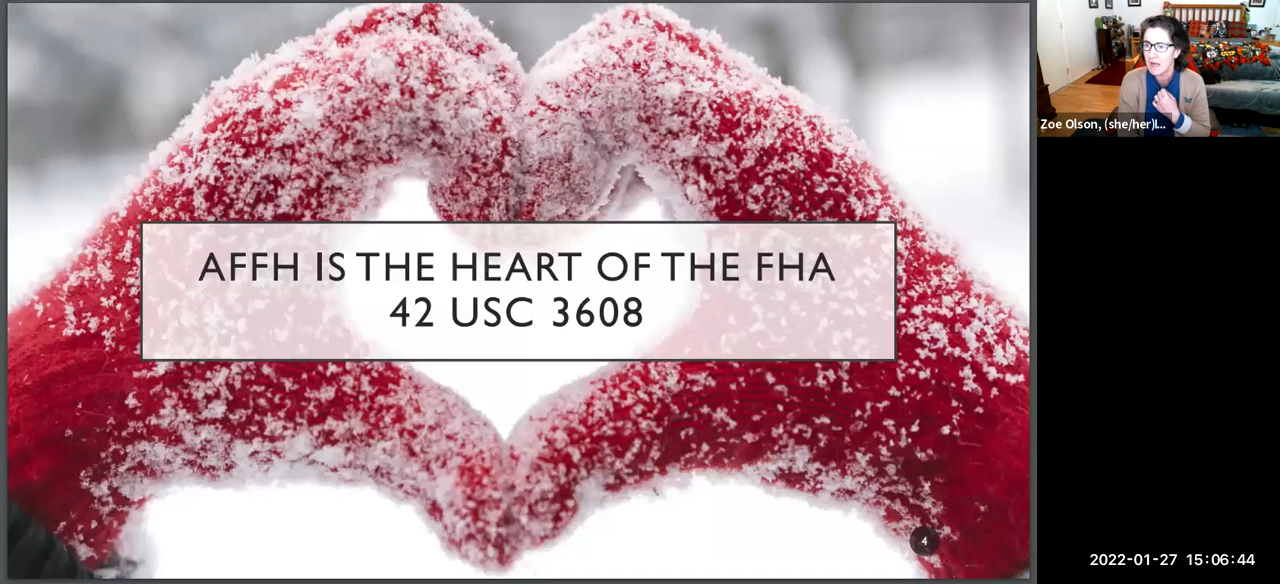 AFFH IS THE HEART OF THE FHA
42 USC 3608
4
Zoe Olson, (she/her)I...
2022-01-27 15:06:44